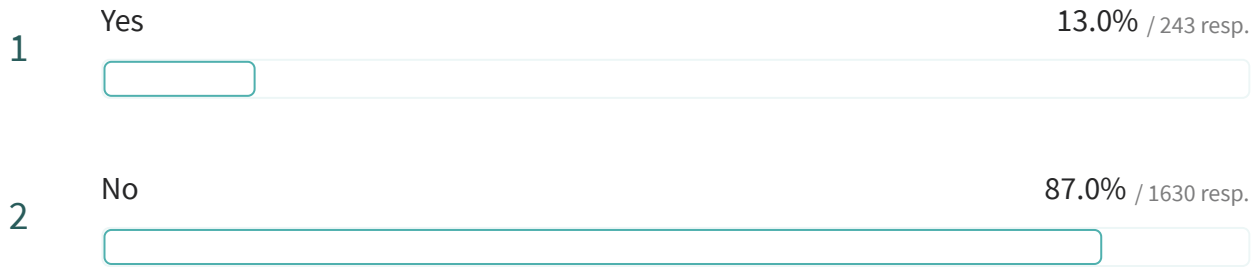 1
Yes
13.0% / 243 resp.
2
No
87.0% / 1630 resp.